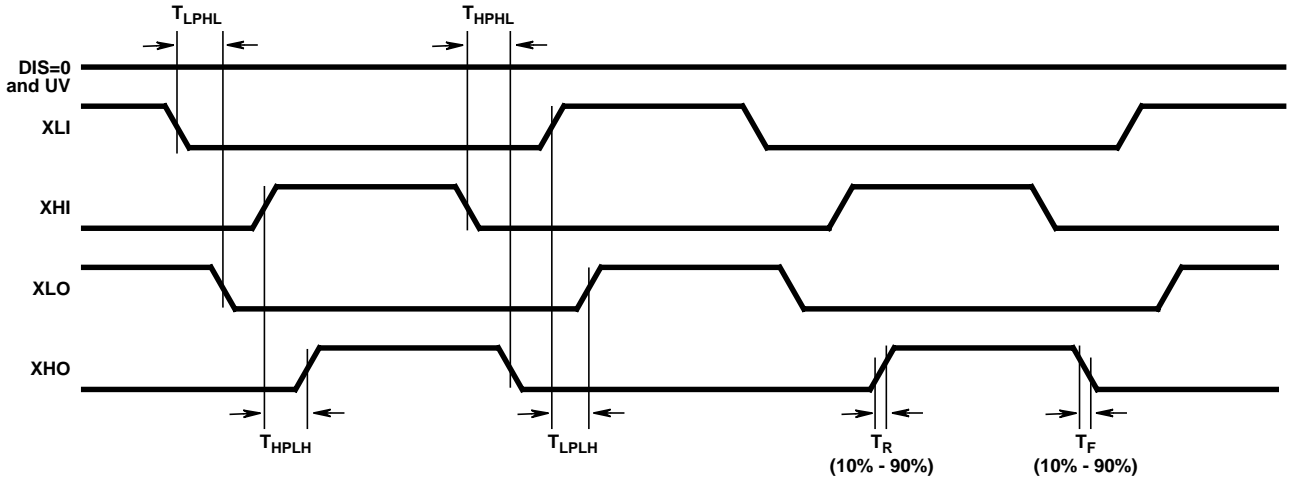 TLPHL
THPHL
DIS=0
and UV
XLI
XHI
XLO
XHO
THPLH
TLPLH
TR
(10% - 90%)
TF
(10% - 90%)